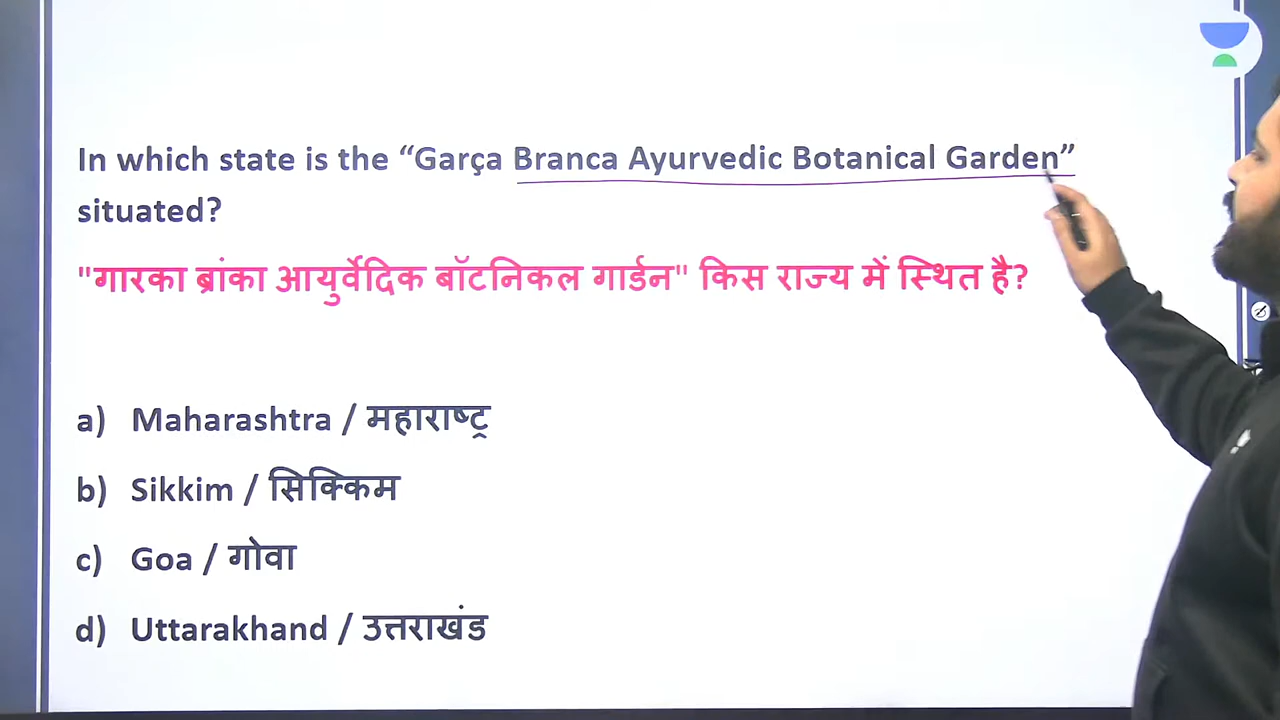 In which state is the “Garça Branca Ayurvedic Botanical Garden”
situated?
"गारका ब्रांका आयुर्वेदिक बॉटनिकल गार्डन" किस राज्य में स्थित है?
a) Maharashtra / महाराष्ट्र
b) Sikkim / सिक्किम
c) Goa / गोवा
d) Uttarakhand / उत्तराखंड